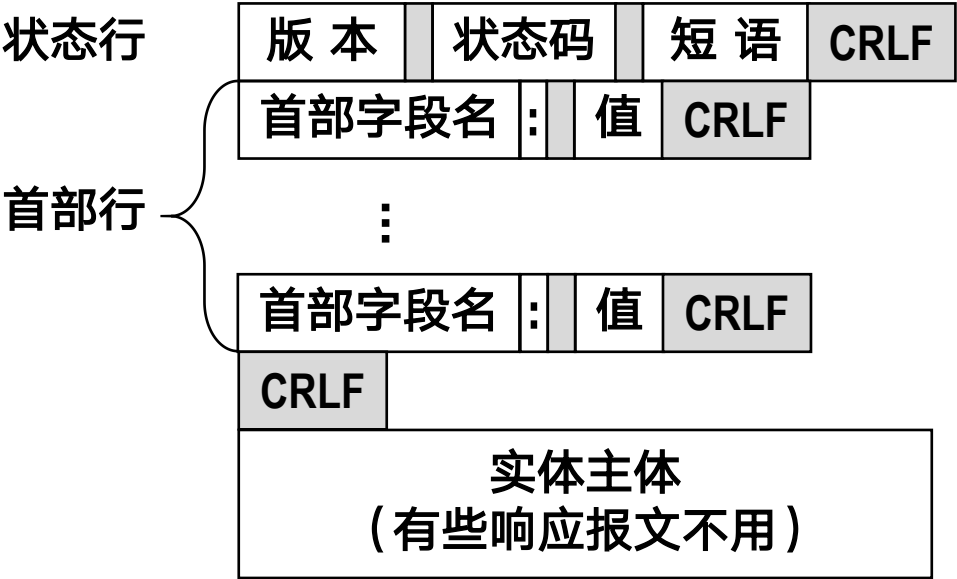 状态行 版本 状态码 短语 CRLF
首部字段名 : 值 CRLF
首部行 ⋮
首部字段名 : 值 CRLF
CRLF
实体主体
（有些响应报文不用）